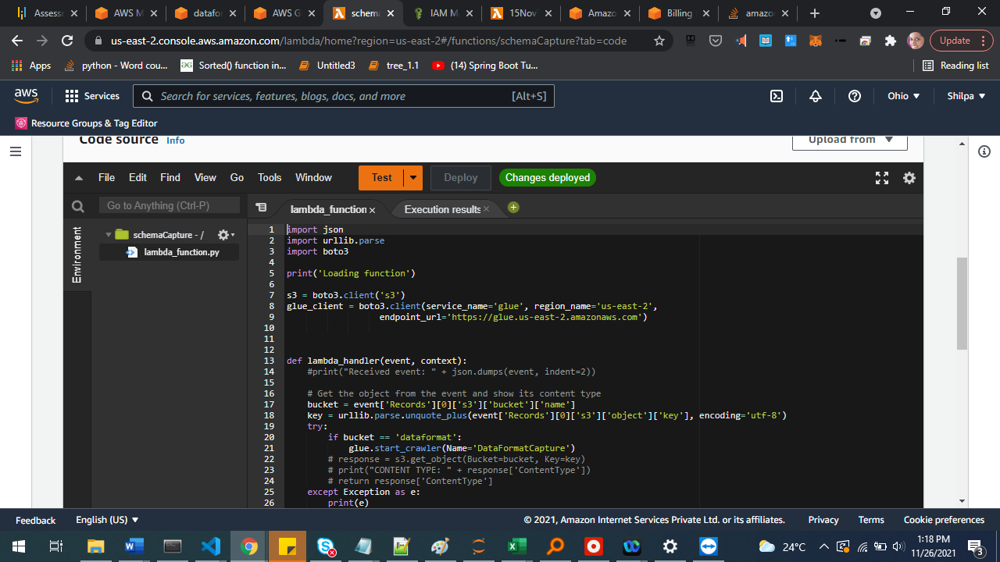 Assessm
AWS M
datafor
AWS G
schema
IAM M
15Nov
Amazo
Billing
amazon
us-east-2.console.aws.amazon.com/lambda/home?region=us-east-2#/functions/schemaCapture?tab=code
Update
Apps
python - Word cou...
Sorted() function in...
Untitled3
tree_1.1
(14) Spring Boot Tu...
Reading list
aws
Services
Search for services, features, blogs, docs, and more
[Alt+S]
Ohio
Shilpa
Resource Groups & Tag Editor
Code source Info
Upload from
File Edit Find View Go Tools Window
Test
Deploy
Changes deployed
Go to Anything (Ctrl-P)
lambda_function
Execution results
Environment
schemaCapture - /
lambda_function.py
1 import json
2 import urllib.parse
3 import boto3
4
5 print('Loading function')
6
7 s3 = boto3.client('s3')
8 glue_client = boto3.client(service_name='glue', region_name='us-east-2',
9 endpoint_url='https://glue.us-east-2.amazonaws.com')
10
11
12
13 def lambda_handler(event, context):
14 #print("Received event: " + json.dumps(event, indent=2))
15
16 # Get the object from the event and show its content type
17 bucket = event['Records'][0]['s3']['bucket']['name']
18 key = urllib.parse.unquote_plus(event['Records'][0]['s3']['object']['key'], encoding='utf-8')
19 try:
20 if bucket == 'dataformat':
21 glue.start_crawler(Name='DataFormatCapture')
22 # response = s3.get_object(Bucket=bucket, Key=key)
23 # print("CONTENT TYPE: " + response['ContentType'])
24 # return response['ContentType']
25 except Exception as e:
26 print(e)
Feedback
English (US)
© 2021, Amazon Internet Services Private Ltd. or its affiliates.
Privacy
Terms
Cookie preferences
24°C
1:18 PM
11/26/2021
3